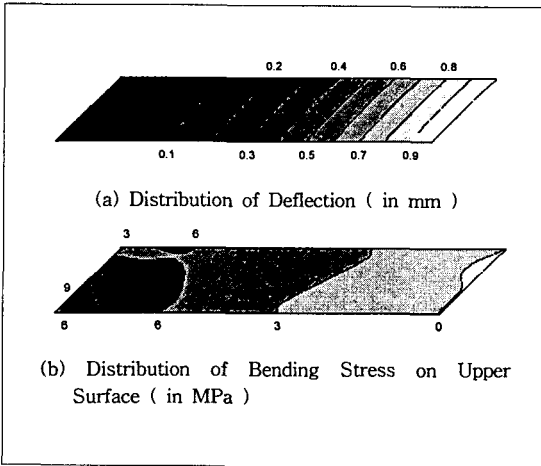 0.2 0.4 0.6 0.8
0.1 0.3 0.5 0.7 0.9
(a) Distribution of Deflection ( in mm )
3 6
9
6 6 3 0
(b) Distribution of Bending Stress on Upper
Surface ( in MPa )